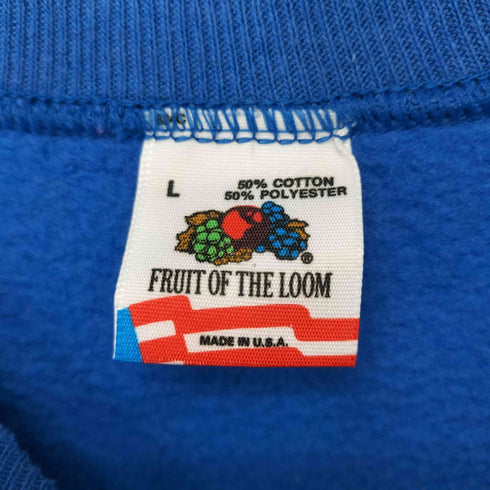 L
50% COTTON
50% POLYESTER
®
FRUIT OF THE LOOM
MADE IN U.S.A.